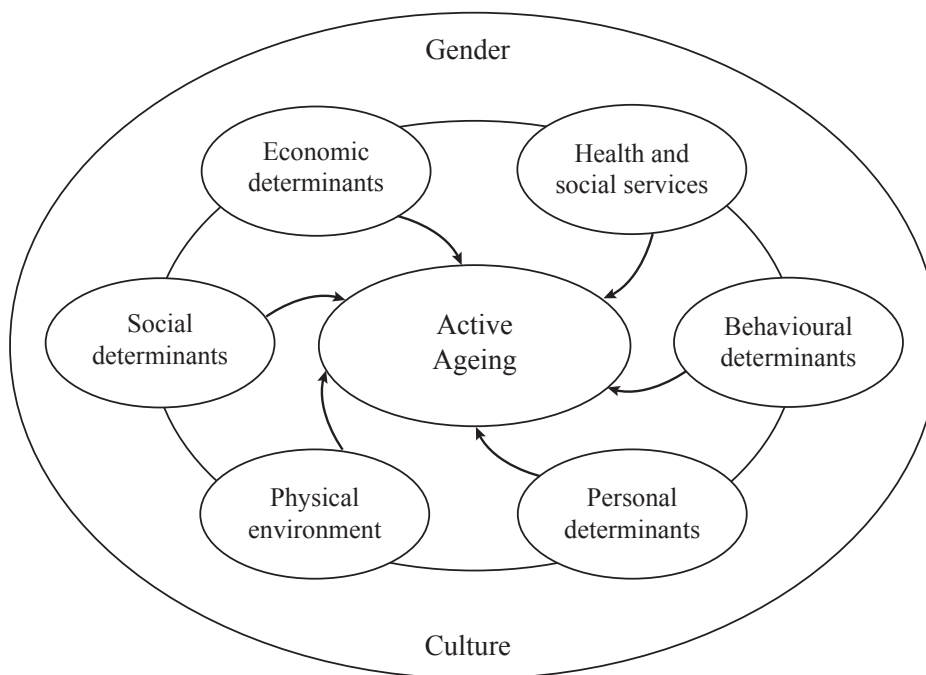 Gender
Economic
determinants
Health and
social services
Social
determinants
Active
Ageing
Behavioural
determinants
Physical
environment
Personal
determinants
Culture